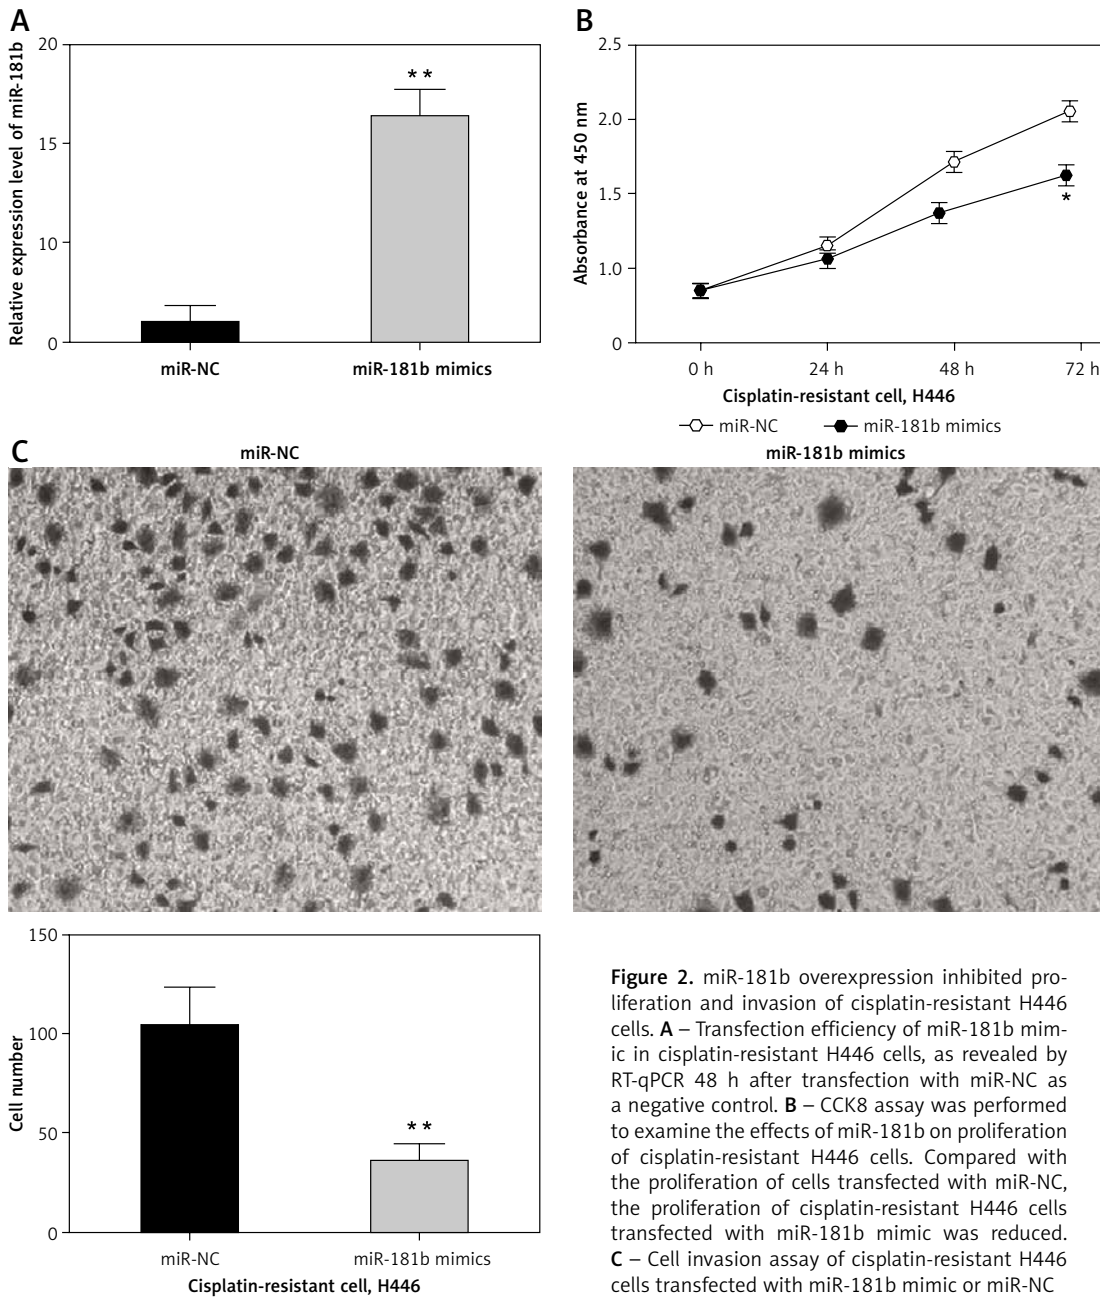 A
Relative expression level of miR-181b
20
15
10
0
**
miR-NC
miR-181b mimics
B
Absorbance at 450 nm
2.5
2.0
1.5
1.0
0
*
0 h
24 h
48 h
72 h
Cisplatin-resistant cell, H446
miR-NC
miR-181b mimics
C
miR-NC
miR-181b mimics
Cell number
150
100
50
0
**
miR-NC
miR-181b mimics
Cisplatin-resistant cell, H446
Figure 2. miR-181b overexpression inhibited pro-
liferation and invasion of cisplatin-resistant H446
cells. A – Transfection efficiency of miR-181b mim-
ic in cisplatin-resistant H446 cells, as revealed by
RT-qPCR 48 h after transfection with miR-NC as
a negative control. B – CCK8 assay was performed
to examine the effects of miR-181b on proliferation
of cisplatin-resistant H446 cells. Compared with
the proliferation of cells transfected with miR-NC,
the proliferation of cisplatin-resistant H446 cells
transfected with miR-181b mimic was reduced.
C – Cell invasion assay of cisplatin-resistant H446
cells transfected with miR-181b mimic or miR-NC